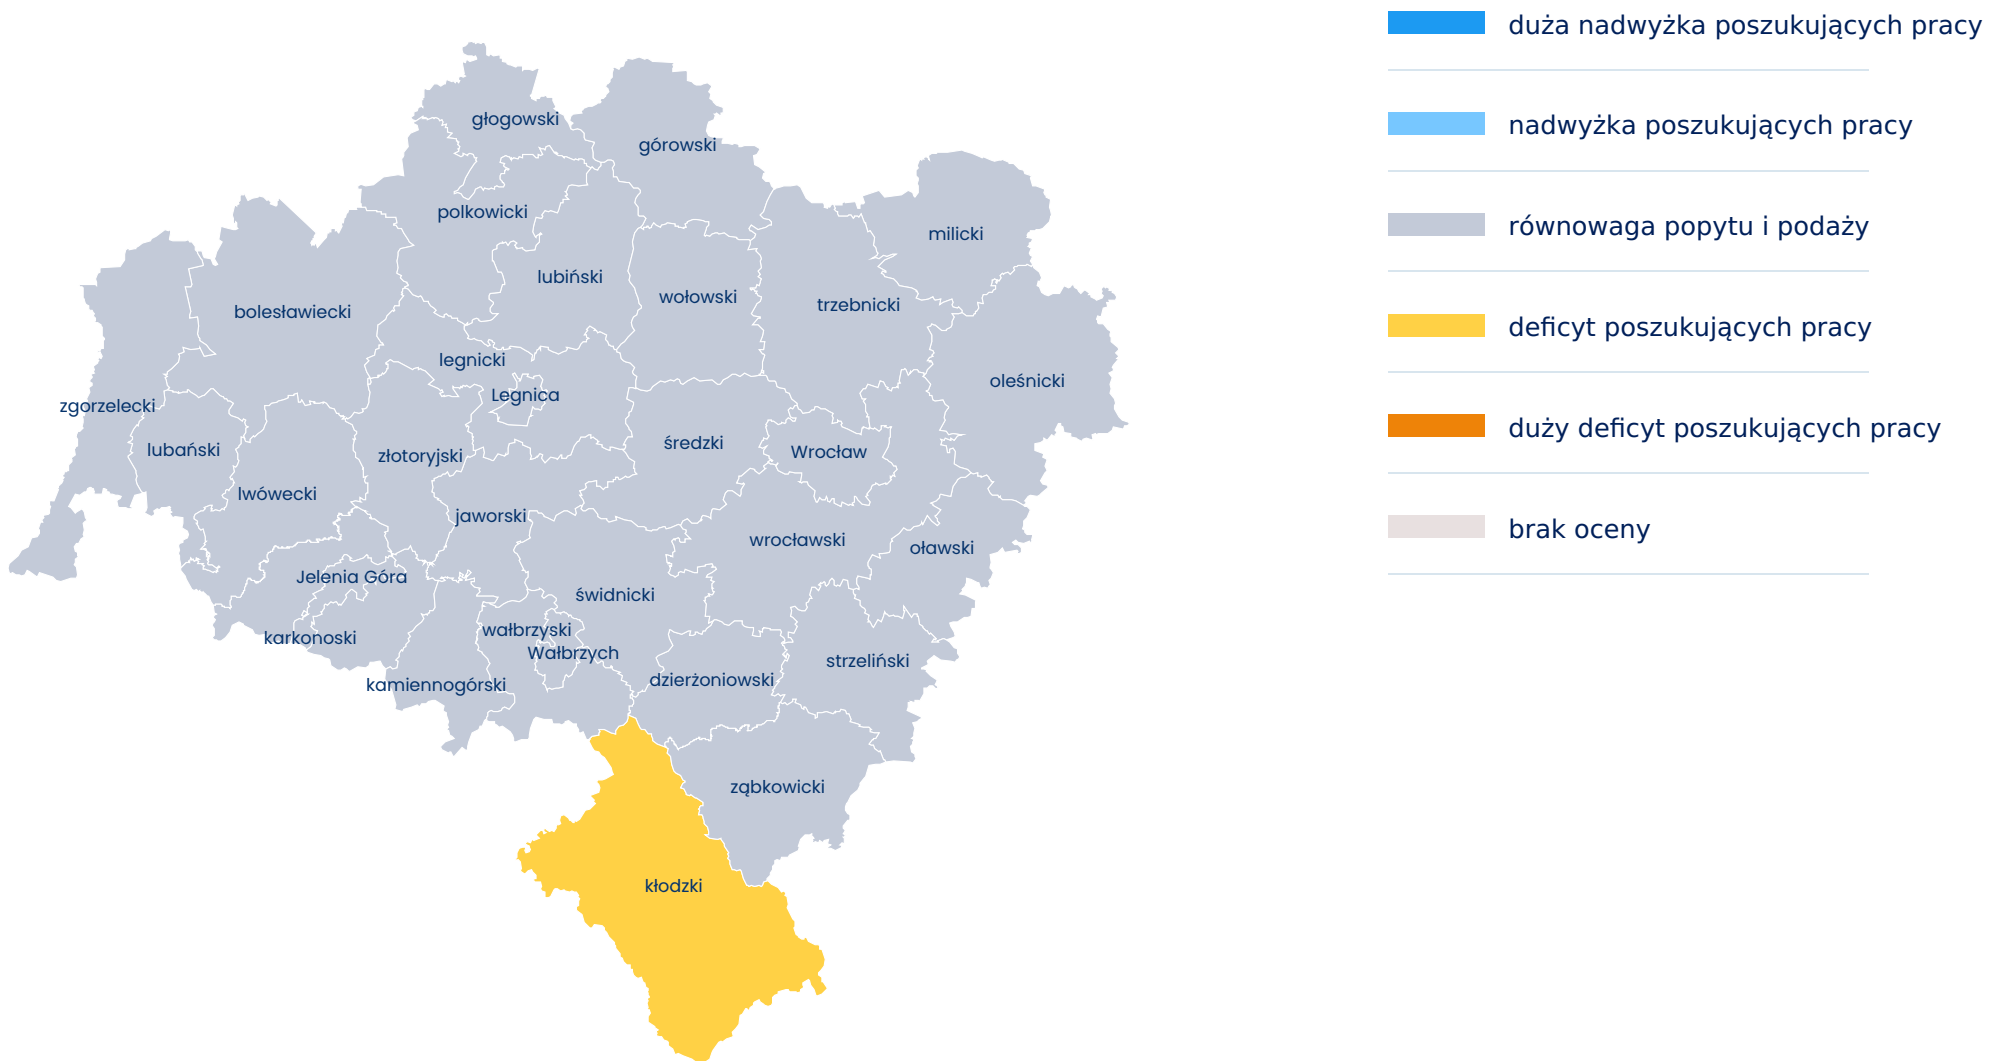 głogowski
górowski
polkowicki
milicki
lubiński
wołowski
trzebnicki
bolesławiecki
legnicki
oleśnicki
Legnica
zgorzelecki
średzki
lubański
Wrocław
złotoryjski
lwówecki
jaworski
wrocławski
oławski
Jelenia Góra
świdnicki
wałbrzyski
karkonoski
Wałbrzych
strzeliński
dzierżoniowski
kamiennogórski
ząbkowicki
kłodzki
duża nadwyżka poszukujących pracy
nadwyżka poszukujących pracy
równowaga popytu i podaży
deficyt poszukujących pracy
duży deficyt poszukujących pracy
brak oceny